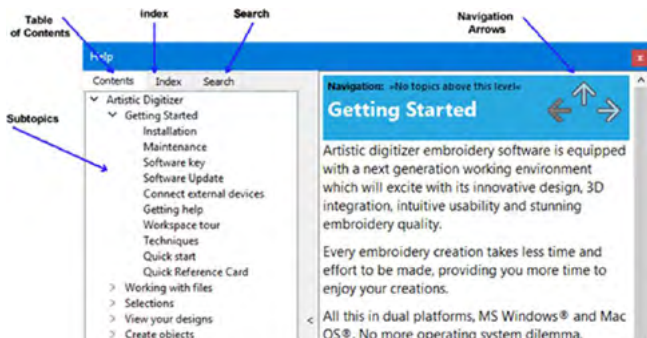 Table
of Contents
index
Search
Navigation
Arrows
Help
Contents
Index
Search
Subtopics
Artistic Digitizer
Getting Started
Installation
Maintenance
Software key
Software Update
Connect external devices
Getting help
Workspace tour
Techniques
Quick start
Quick Reference Card
Working with files
Selections
View your designs
Create objects
Navigation: »No topics above this level«
Getting Started
Artistic digitizer embroidery software is equipped
with a next generation working environment
which will excite with its innovative design, 3D
integration, intuitive usability and stunning
embroidery quality.
Every embroidery creation takes less time and
effort to be made, providing you more time to
enjoy your creations.
All this in dual platforms, MS Windows® and Mac
OS®. No more operating system dilemma.